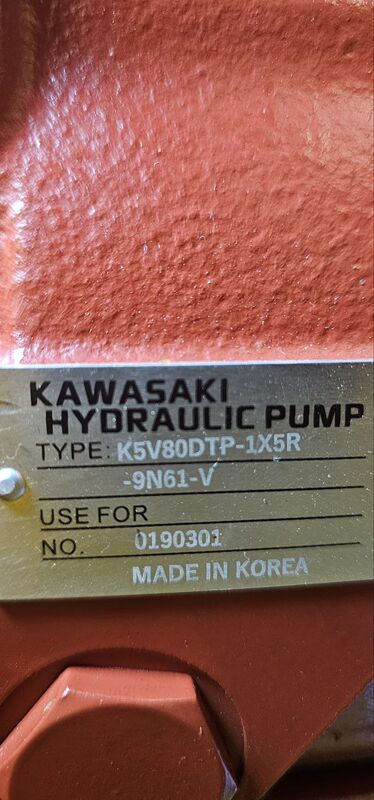 KAWASAKI
HYDRAULIC PUMP
TYPE: K5V80DTP-1X5R
-9N61-V
USE FOR
NO. 0190301
MADE IN KOREA